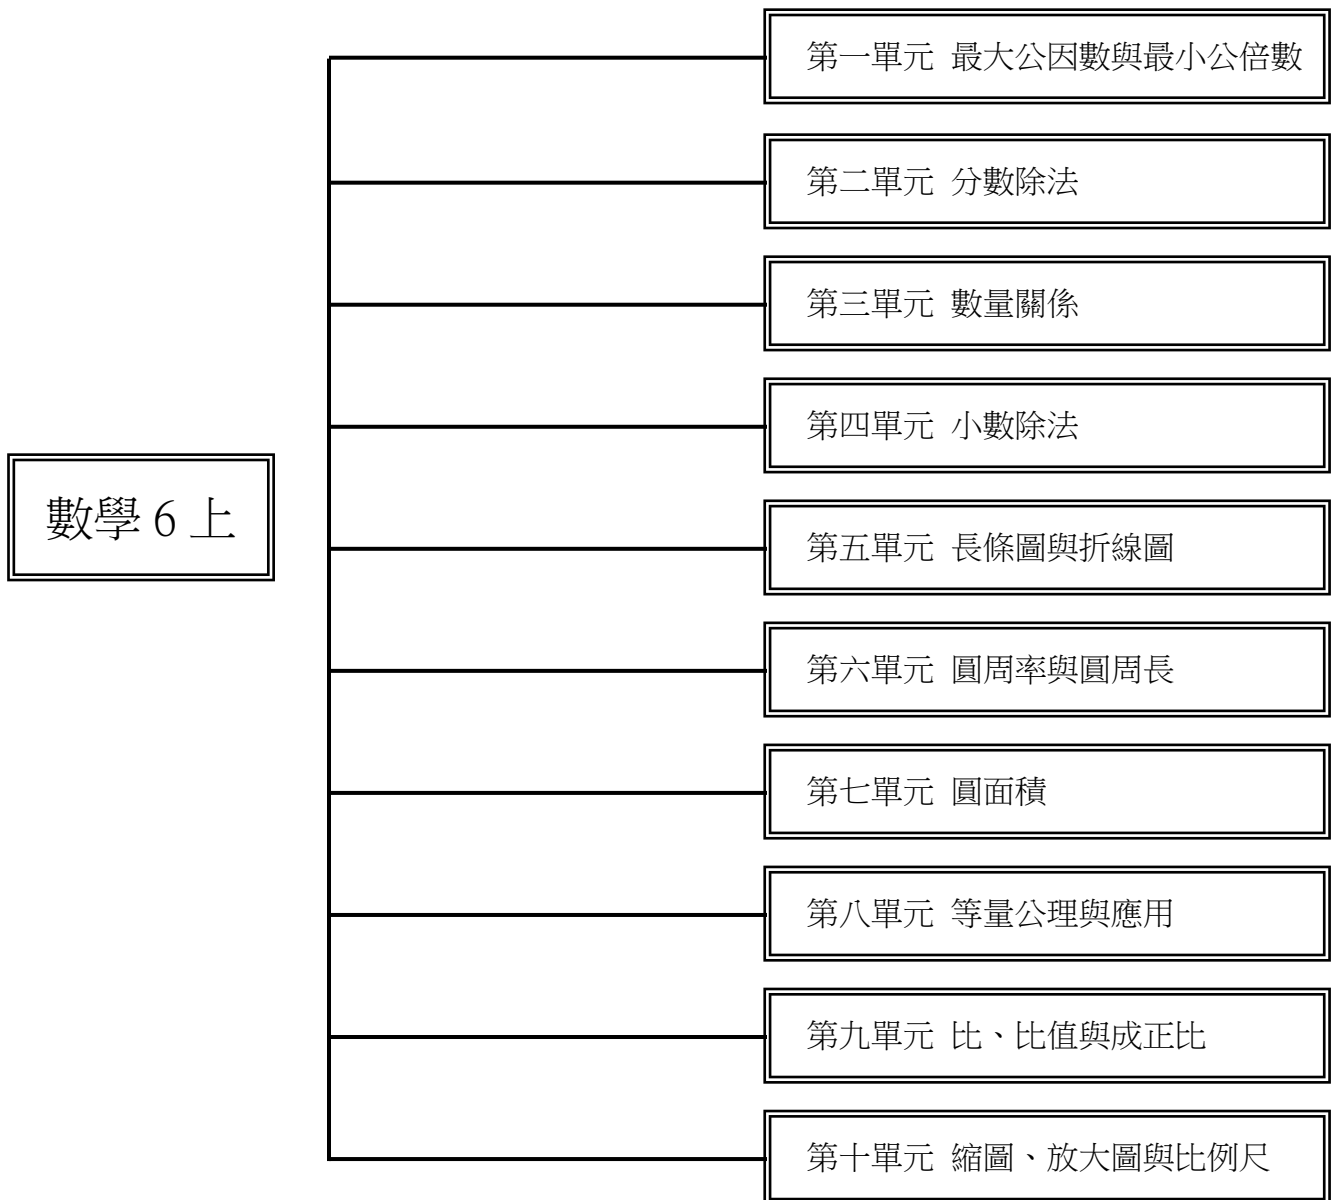 第一單元 最大公因數與最小公倍數
第二單元 分數除法
第三單元 數量關係
第四單元 小數除法
數學 6 上
第五單元 長條圖與折線圖
第六單元 圓周率與圓周長
第七單元 圓面積
第八單元 等量公理與應用
第九單元 比、比值與成正比
第十單元 縮圖、放大圖與比例尺